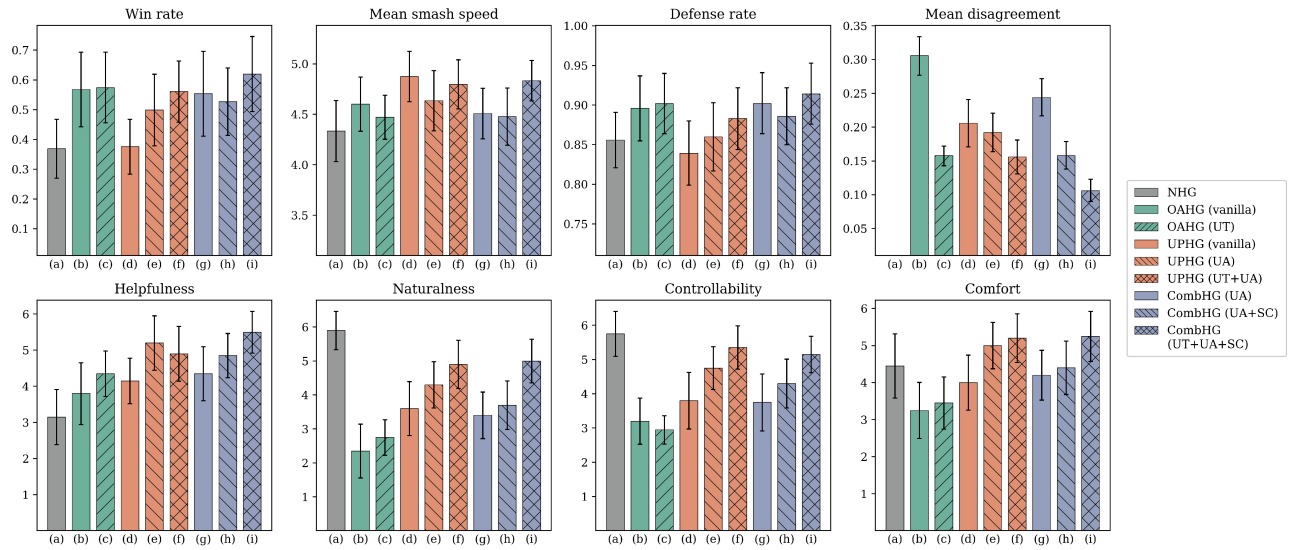 Win rate
0.7
0.6
0.5
0.4
0.3
0.2
0.1
(a) (b) (c) (d) (e) (f) (g) (h) (i)
Mean smash speed
5.0
4.5
4.0
3.5
(a) (b) (c) (d) (e) (f) (g) (h) (i)
Defense rate
1.00
0.95
0.90
0.85
0.80
0.75
(a) (b) (c) (d) (e) (f) (g) (h) (i)
Mean disagreement
0.35
0.30
0.25
0.20
0.15
0.10
0.05
(a) (b) (c) (d) (e) (f) (g) (h) (i)
Helpfulness
6
5
4
3
2
1
(a) (b) (c) (d) (e) (f) (g) (h) (i)
Naturalness
6
5
4
3
2
1
(a) (b) (c) (d) (e) (f) (g) (h) (i)
Controllability
6
5
4
3
2
1
(a) (b) (c) (d) (e) (f) (g) (h) (i)
Comfort
6
5
4
3
2
1
(a) (b) (c) (d) (e) (f) (g) (h) (i)
NHG
OAHG (vanilla)
OAHG (UT)
UPHG (vanilla)
UPHG (UA)
UPHG (UT+UA)
CombHG (UA)
CombHG (UA+SC)
CombHG
(UT+UA+SC)